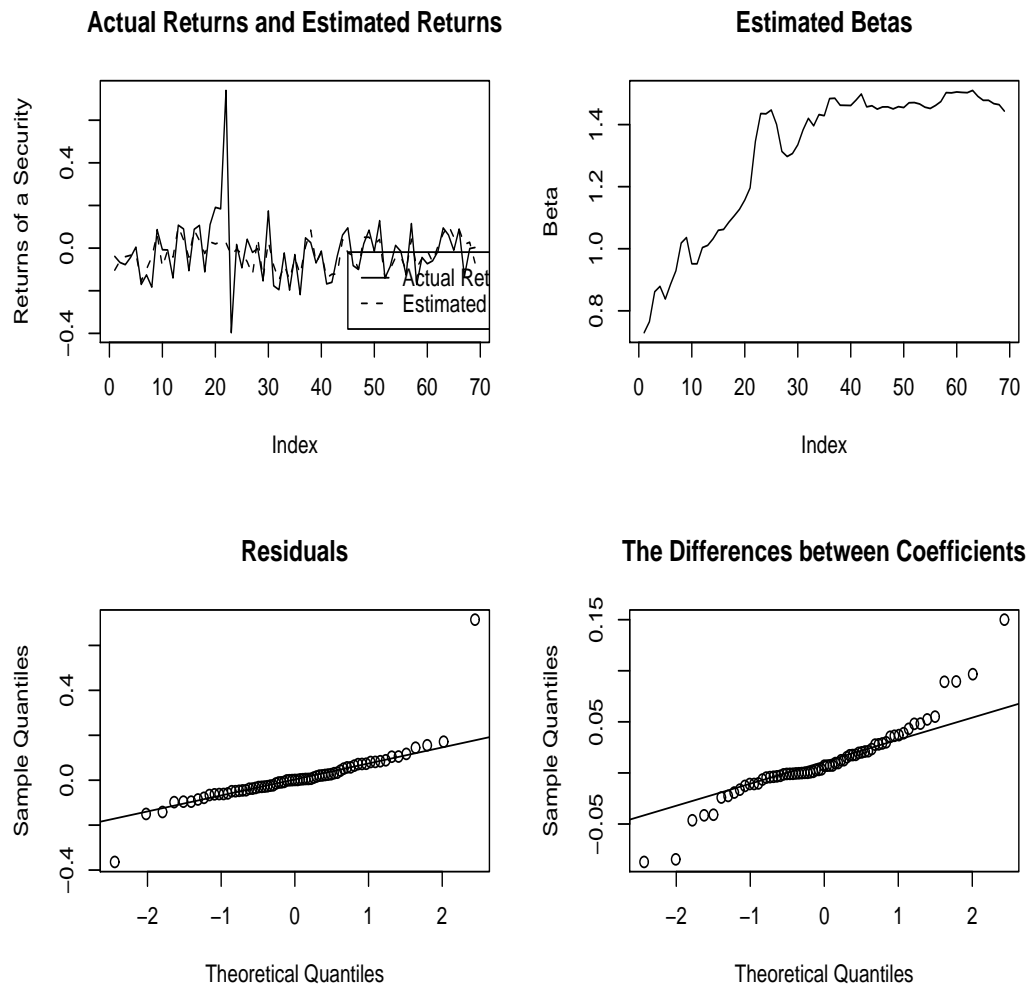 Actual Returns and Estimated Returns
Returns of a Security
−0.4 0.0 0.4
0 10 20 30 40 50 60 70
Index
Actual Ret
Estimated
Estimated Betas
Beta
0.8 1.0 1.2 1.4
0 10 20 30 40 50 60 70
Index
Residuals
Sample Quantiles
−0.4 0.0 0.4
−2 −1 0 1 2
Theoretical Quantiles
The Differences between Coefficients
Sample Quantiles
−0.05 0.05 0.15
−2 −1 0 1 2
Theoretical Quantiles